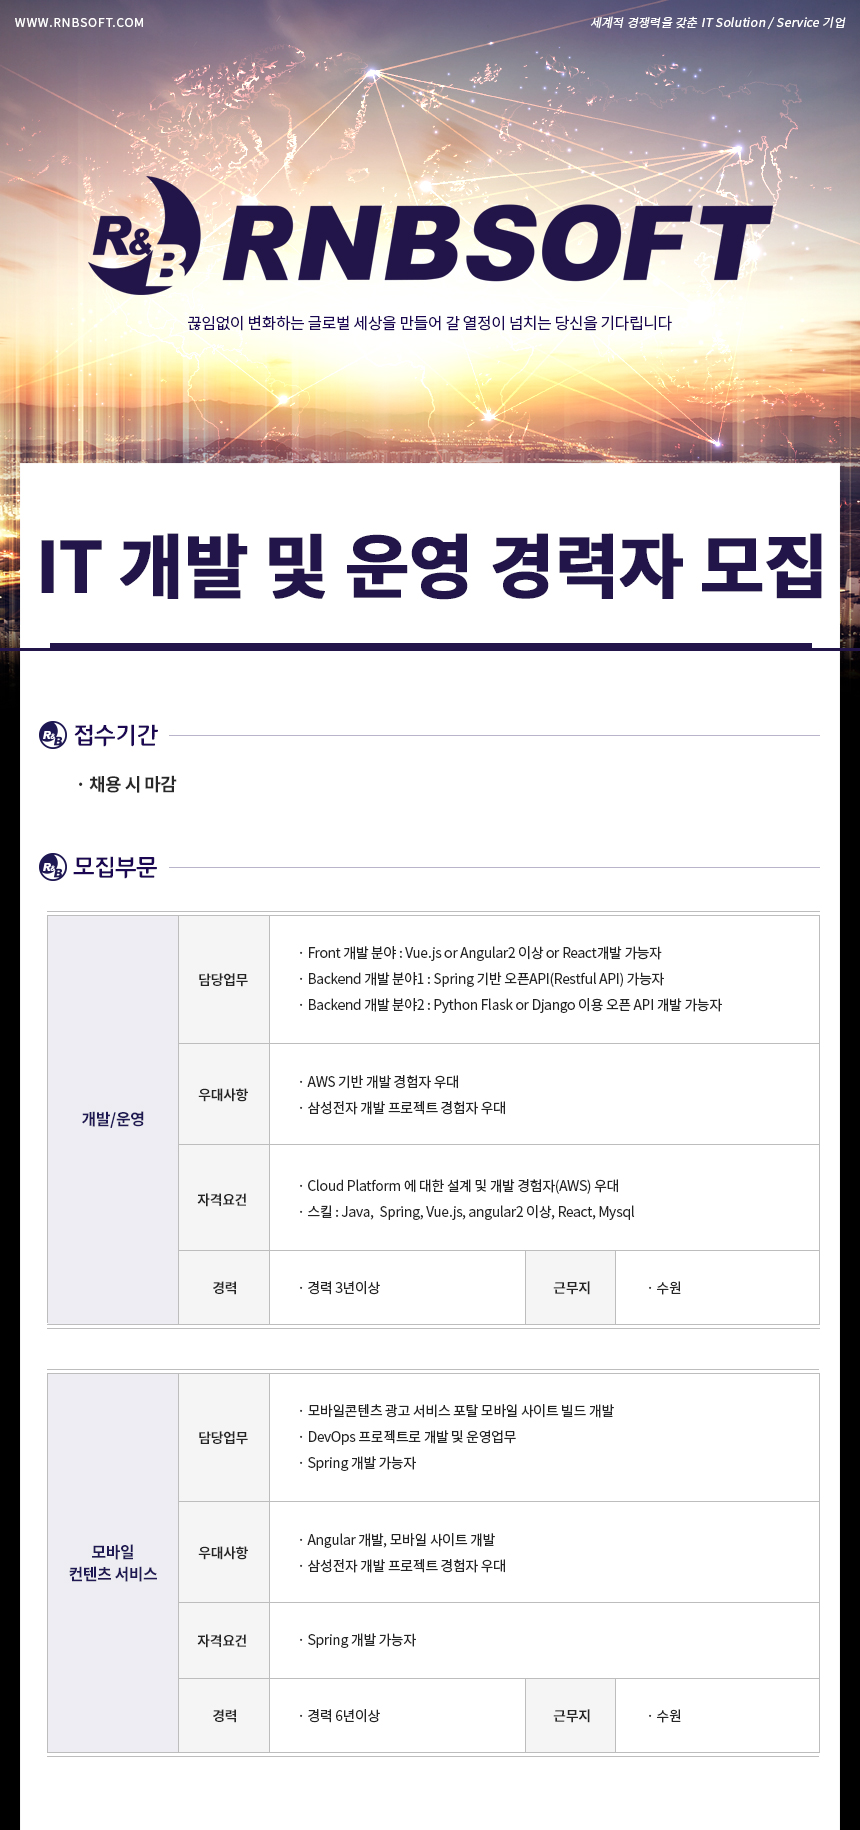 WWW.RNBSOFT.COM
세계적 경쟁력을 갖춘 IT Solution / Service 기업
R&B RNBSOFT
끊임없이 변화하는 글로벌 세상을 만들어 갈 열정이 넘치는 당신을 기다립니다
IT 개발 및 운영 경력자 모집
R&B 접수기간
· 채용 시 마감
R&B 모집부문
개발/운영
담당업무
· Front 개발 분야 : Vue.js or Angular2 이상 or React개발 가능자
· Backend 개발 분야1 : Spring 기반 오픈API(Restful API) 가능자
· Backend 개발 분야2 : Python Flask or Django 이용 오픈 API 개발 가능자
우대사항
· AWS 기반 개발 경험자 우대
· 삼성전자 개발 프로젝트 경험자 우대
자격요건
· Cloud Platform 에 대한 설계 및 개발 경험자(AWS) 우대
· 스킬 : Java,  Spring, Vue.js, angular2 이상, React, Mysql
경력
· 경력 3년이상
근무지
· 수원
모바일
컨텐츠 서비스
담당업무
· 모바일콘텐츠 광고 서비스 포탈 모바일 사이트 빌드 개발
· DevOps 프로젝트로 개발 및 운영업무
· Spring 개발 가능자
우대사항
· Angular 개발, 모바일 사이트 개발
· 삼성전자 개발 프로젝트 경험자 우대
자격요건
· Spring 개발 가능자
경력
· 경력 6년이상
근무지
· 수원